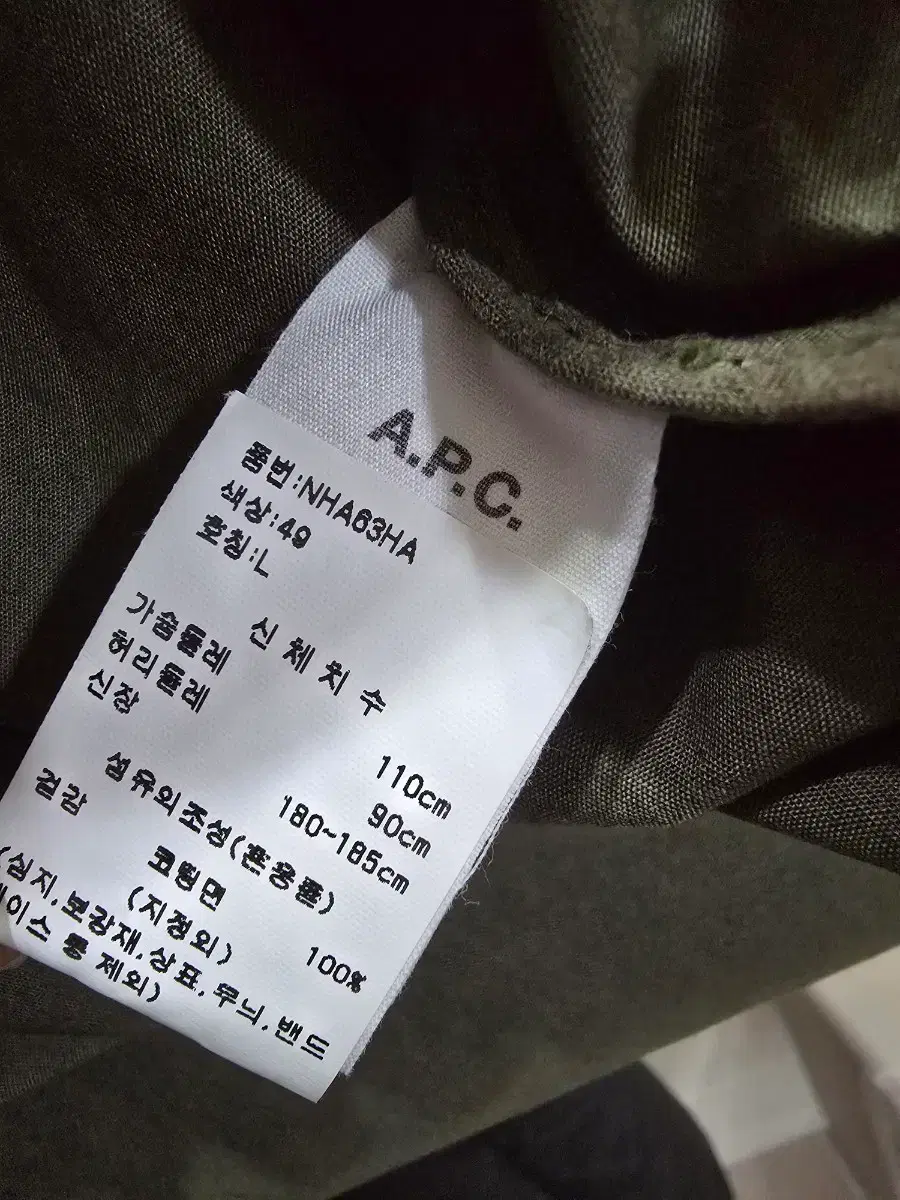 A.P.C.
품번:NHA63HA
색상:49
호칭:L
신 체 치 수
가슴둘레 110cm
허리둘레 90cm
신장 180~185cm
섬유의조성(혼용률)
겉감 코팅면 100%
(지정외)
(심지,보강재,상표,무늬,밴드
레이스 등 제외)